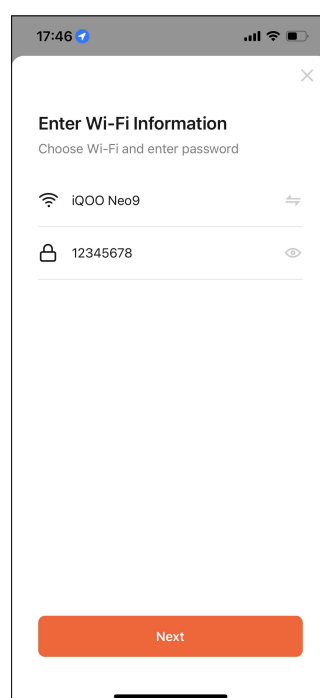 17:46
Enter Wi-Fi Information
Choose Wi-Fi and enter password
iQOO Neo9
12345678
Next